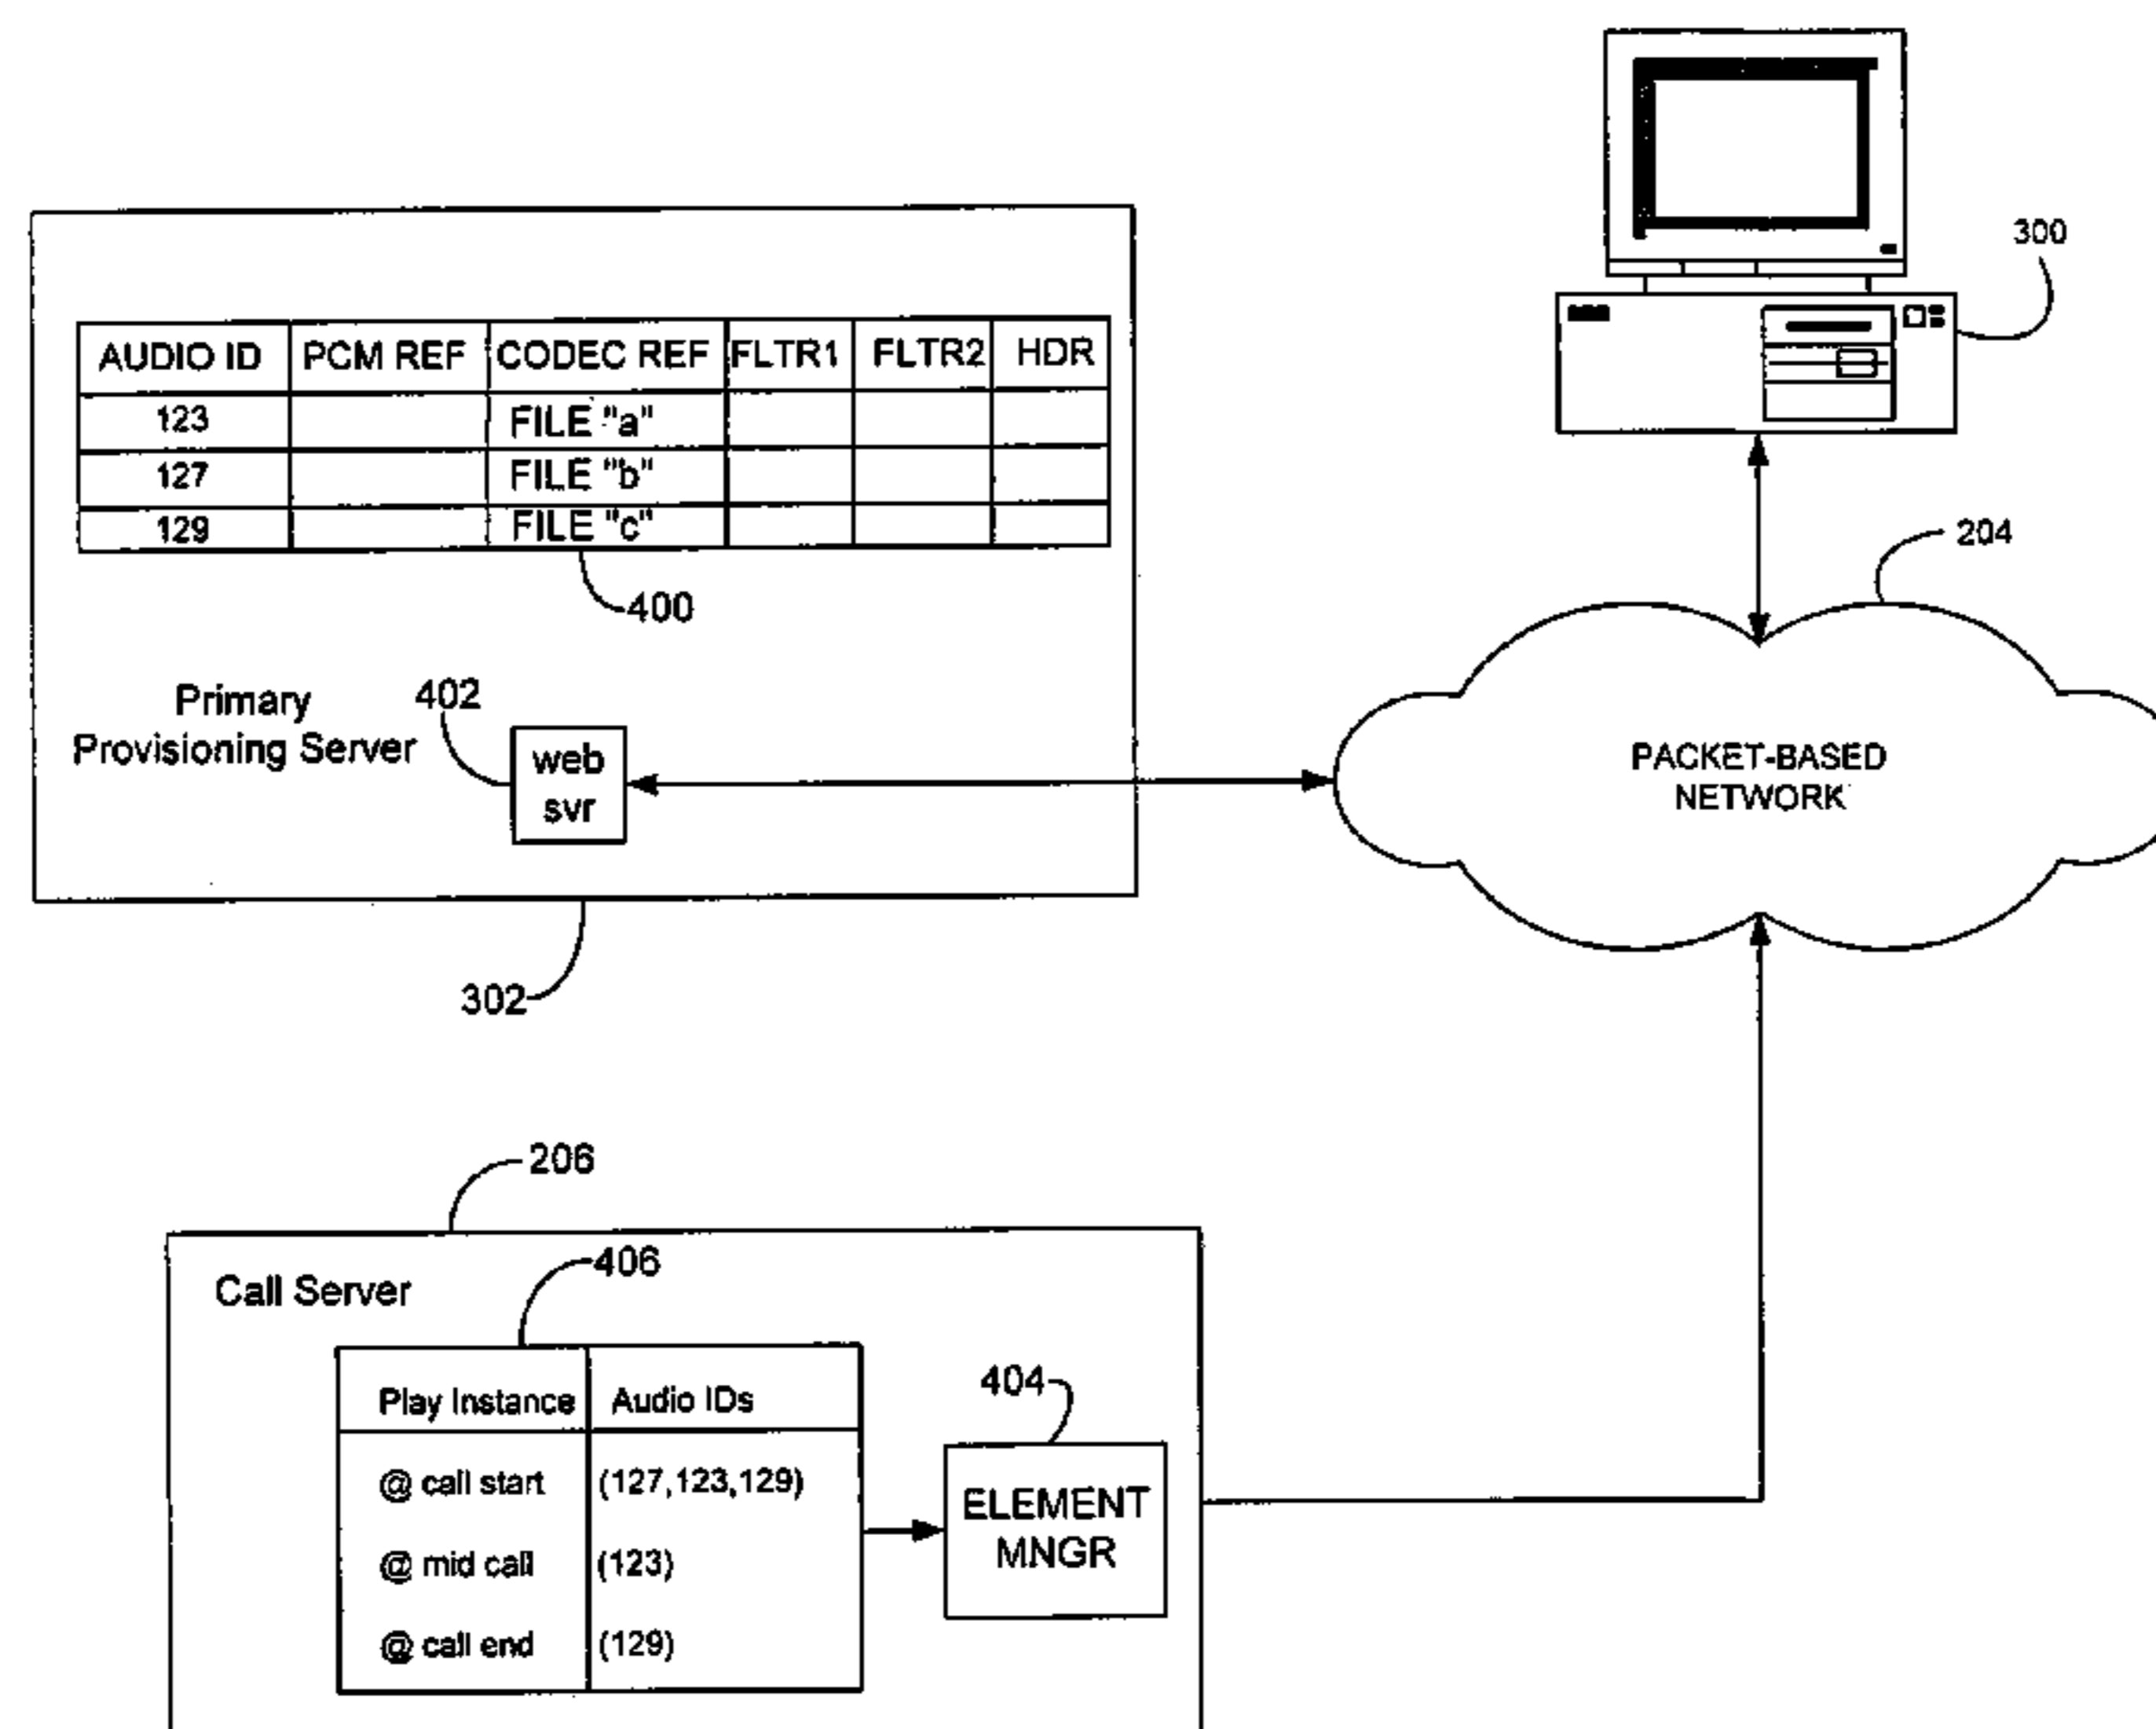 300
AUDIO ID PCM REF CODEC REF FLTR1 FLTR2 HDR
123 FILE "a"
127 FILE "b"
129 FILE "c"
400
204
Primary
Provisioning Server
402
web
svr
PACKET-BASED
NETWORK
302
206
Call Server
406
404
Play Instance Audio IDs
@ call start (127,123,129)
@ mid call (123)
@ call end (129)
ELEMENT
MNGR